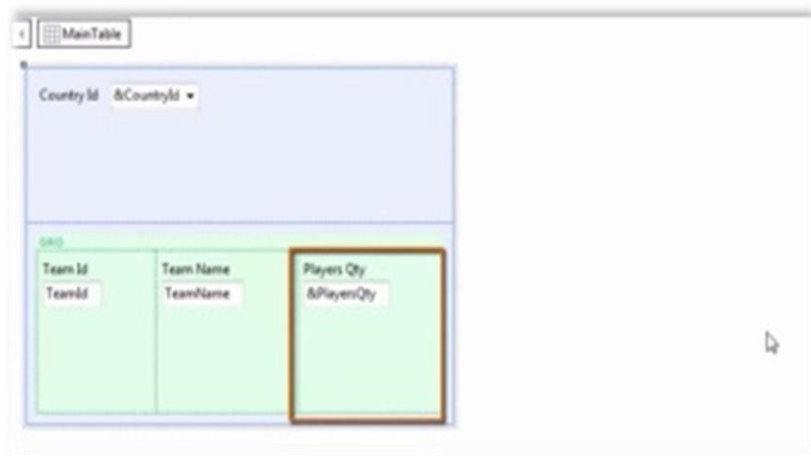 MainTable
Country Id &CountryId
GRID
Team Id Team Name Players Qty
TeamId TeamName &PlayersQty